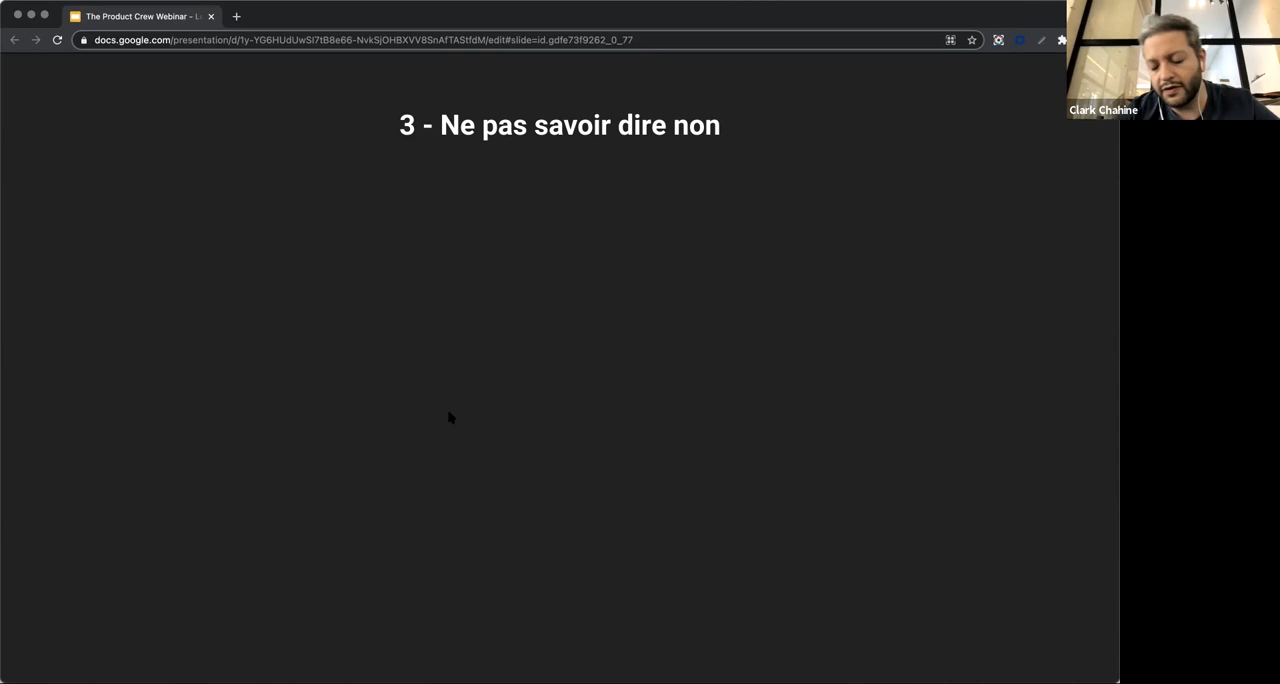 The Product Crew Webinar - L
docs.google.com/presentation/d/1y-YG6HUdUwSI7tB8e66-NvkSjOHBXVV8SnAfTAStfdM/edit#slide=id.gdfe73f9262_0_77
Clark Chahine
3 - Ne pas savoir dire non